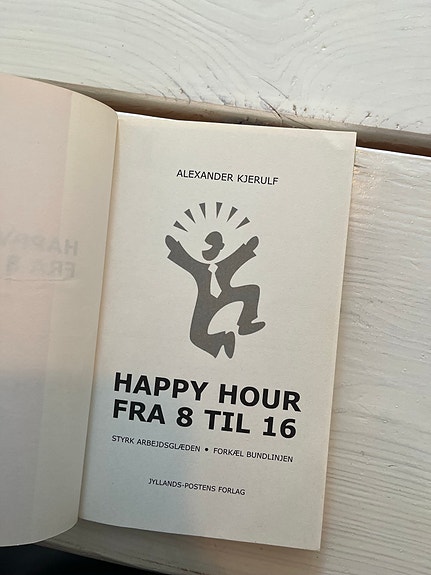 ALEXANDER KJERULF
HAPPY HOUR
FRA 8 TIL 16
STYRK ARBEJDSGLÆDEN • FORKÆL BUNDLINJEN
JYLLANDS-POSTENS FORLAG